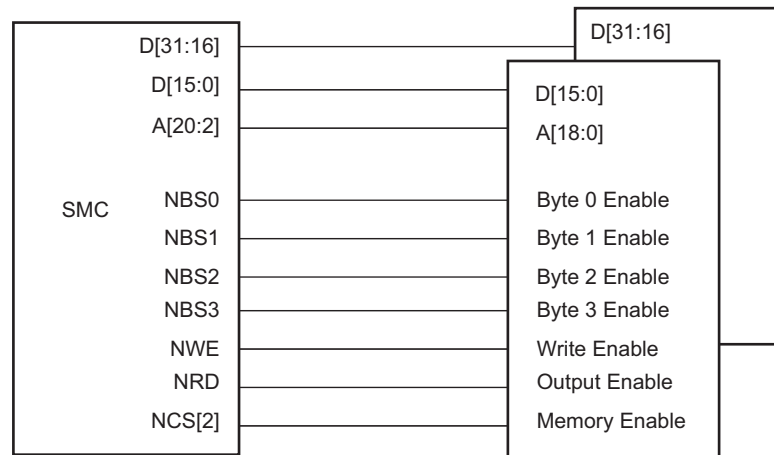 D[31:16] D[31:16]
D[15:0] D[15:0]
A[20:2] A[18:0]
SMC
NBS0 Byte 0 Enable
NBS1 Byte 1 Enable
NBS2 Byte 2 Enable
NBS3 Byte 3 Enable
NWE Write Enable
NRD Output Enable
NCS[2] Memory Enable